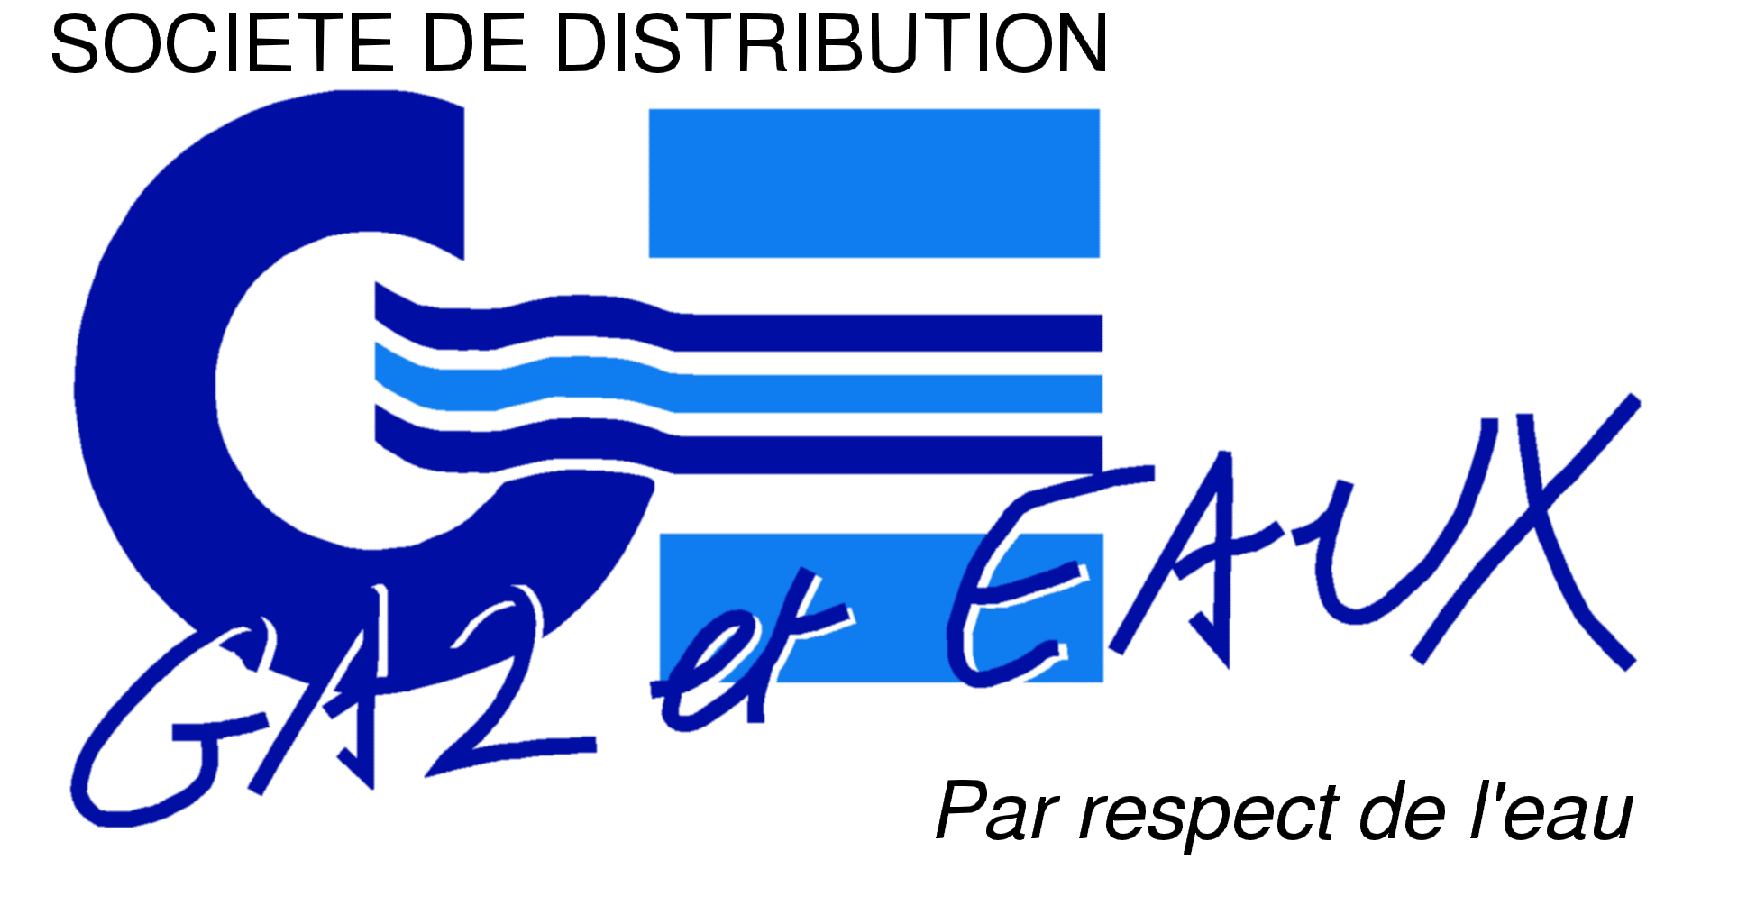 SOCIETE DE DISTRIBUTION
GAZ et EAUX
Par respect de l'eau